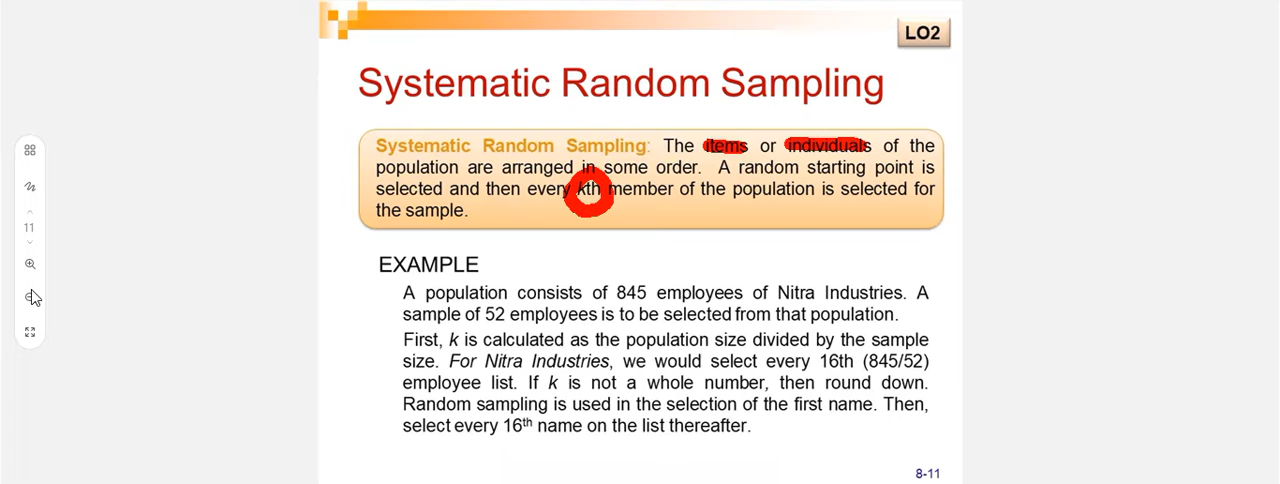 LO2
Systematic Random Sampling
Systematic Random Sampling: The items or individuals of the
population are arranged in some order. A random starting point is
selected and then every kth member of the population is selected for
the sample.
11
EXAMPLE
A population consists of 845 employees of Nitra Industries. A
sample of 52 employees is to be selected from that population.
First, k is calculated as the population size divided by the sample
size. For Nitra Industries, we would select every 16th (845/52)
employee list. If k is not a whole number, then round down.
Random sampling is used in the selection of the first name. Then,
select every 16th name on the list thereafter.
8-11